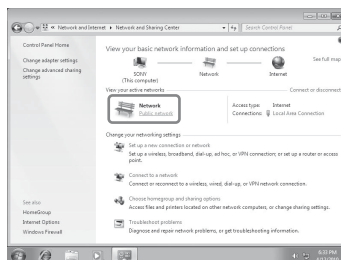 « Network and Internet ▸ Network and Sharing Center
Search Control Panel
Control Panel Home
Change adapter settings
Change advanced sharing
settings
View your basic network information and set up connections
See full map
SONY
(This computer)
Network
Internet
View your active networks
Connect or disconnect
Network
Public network
Access type: Internet
Connections: Local Area Connection
Change your networking settings
Set up a new connection or network
Set up a wireless, broadband, dial-up, ad hoc, or VPN connection; or set up a router or access
point.
Connect to a network
Connect or reconnect to a wireless, wired, dial-up, or VPN network connection.
Choose homegroup and sharing options
Access files and printers located on other network computers, or change sharing settings.
Troubleshoot problems
Diagnose and repair network problems, or get troubleshooting information.
See also
HomeGroup
Internet Options
Windows Firewall